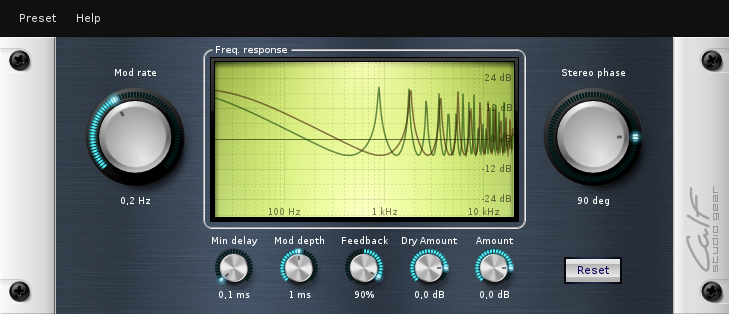 Preset Help
Freq. response
Mod rate
Stereo phase
24 dB
12 dB
0 dB
-12 dB
-24 dB
100 Hz 1 kHz 10 kHz
0,2 Hz
90 deg
Min delay Mod depth Feedback Dry Amount Amount
0,1 ms 1 ms 90% 0,0 dB 0,0 dB
Reset
Calf
studio gear